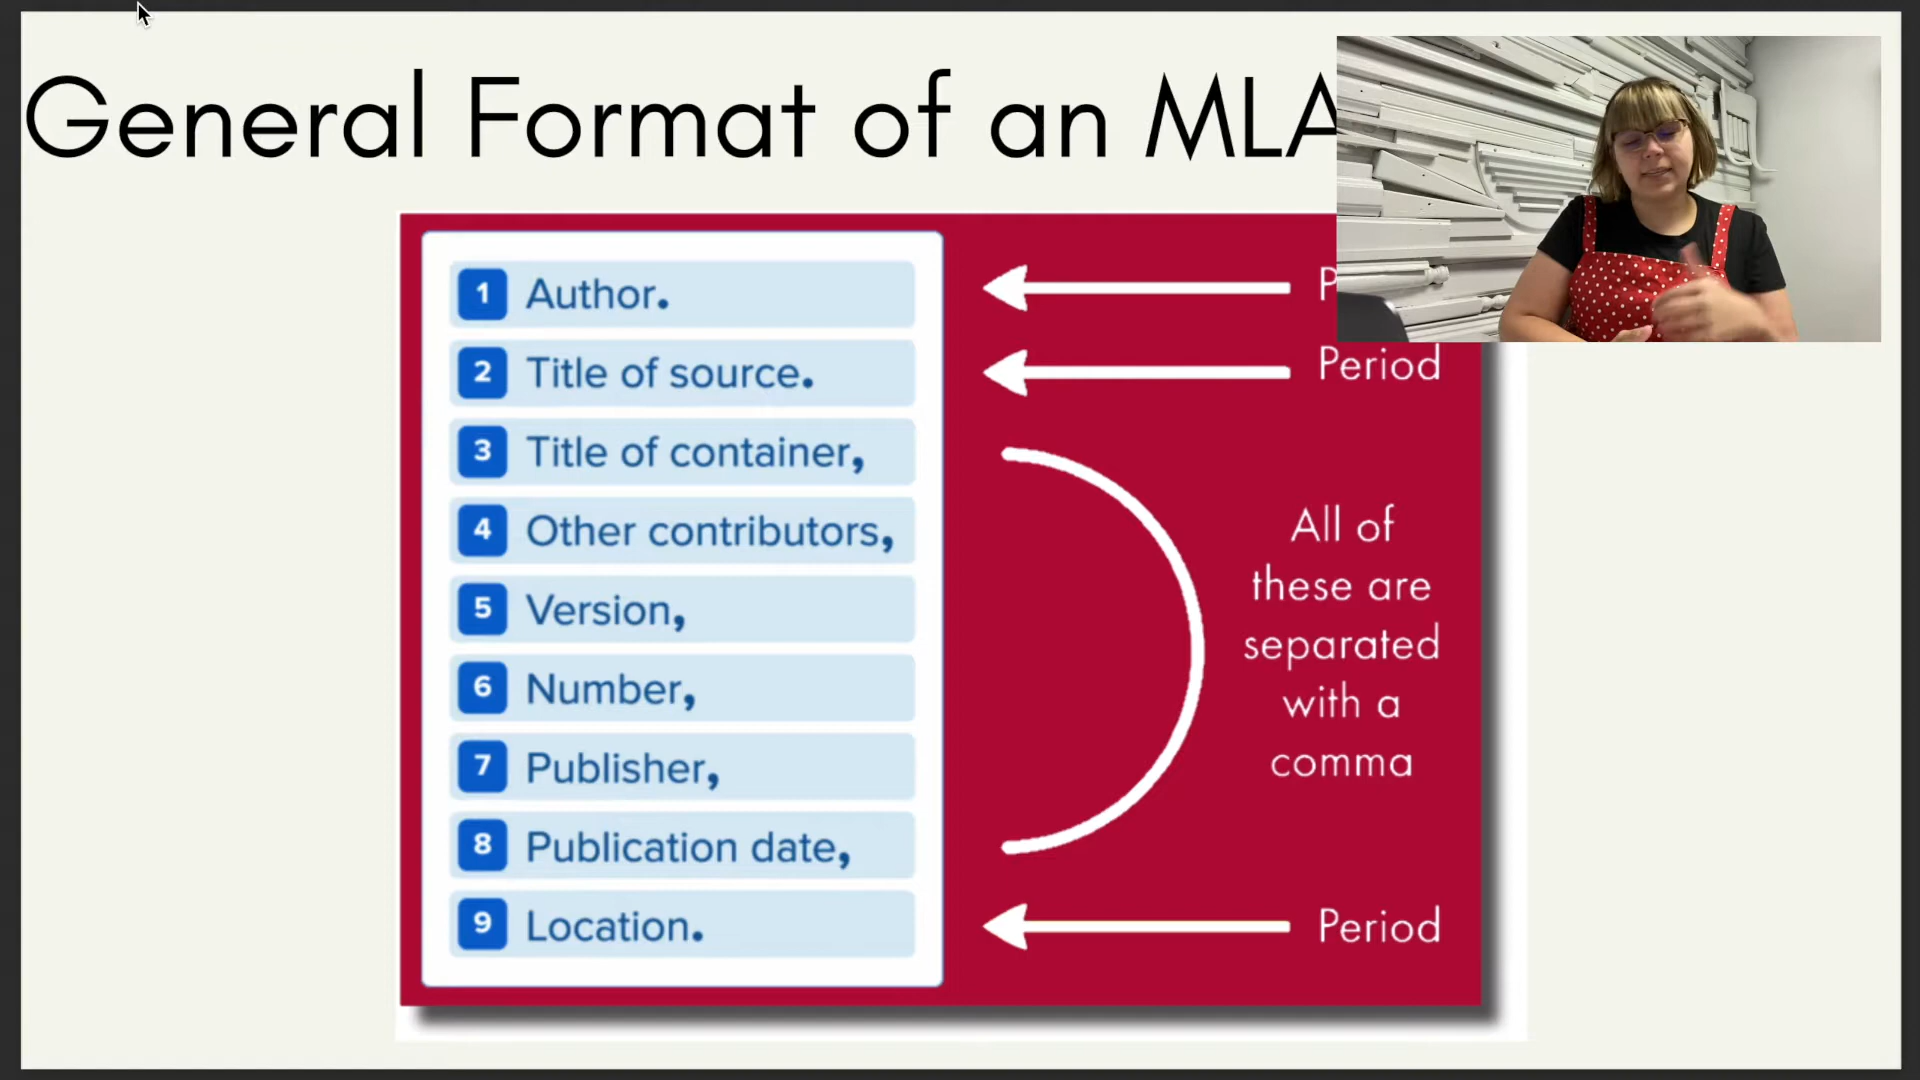 General Format of an MLA
1 Author.
2 Title of source.
3 Title of container,
4 Other contributors,
5 Version,
6 Number,
7 Publisher,
8 Publication date,
9 Location.
Period
All of
these are
separated
with a
comma
Period